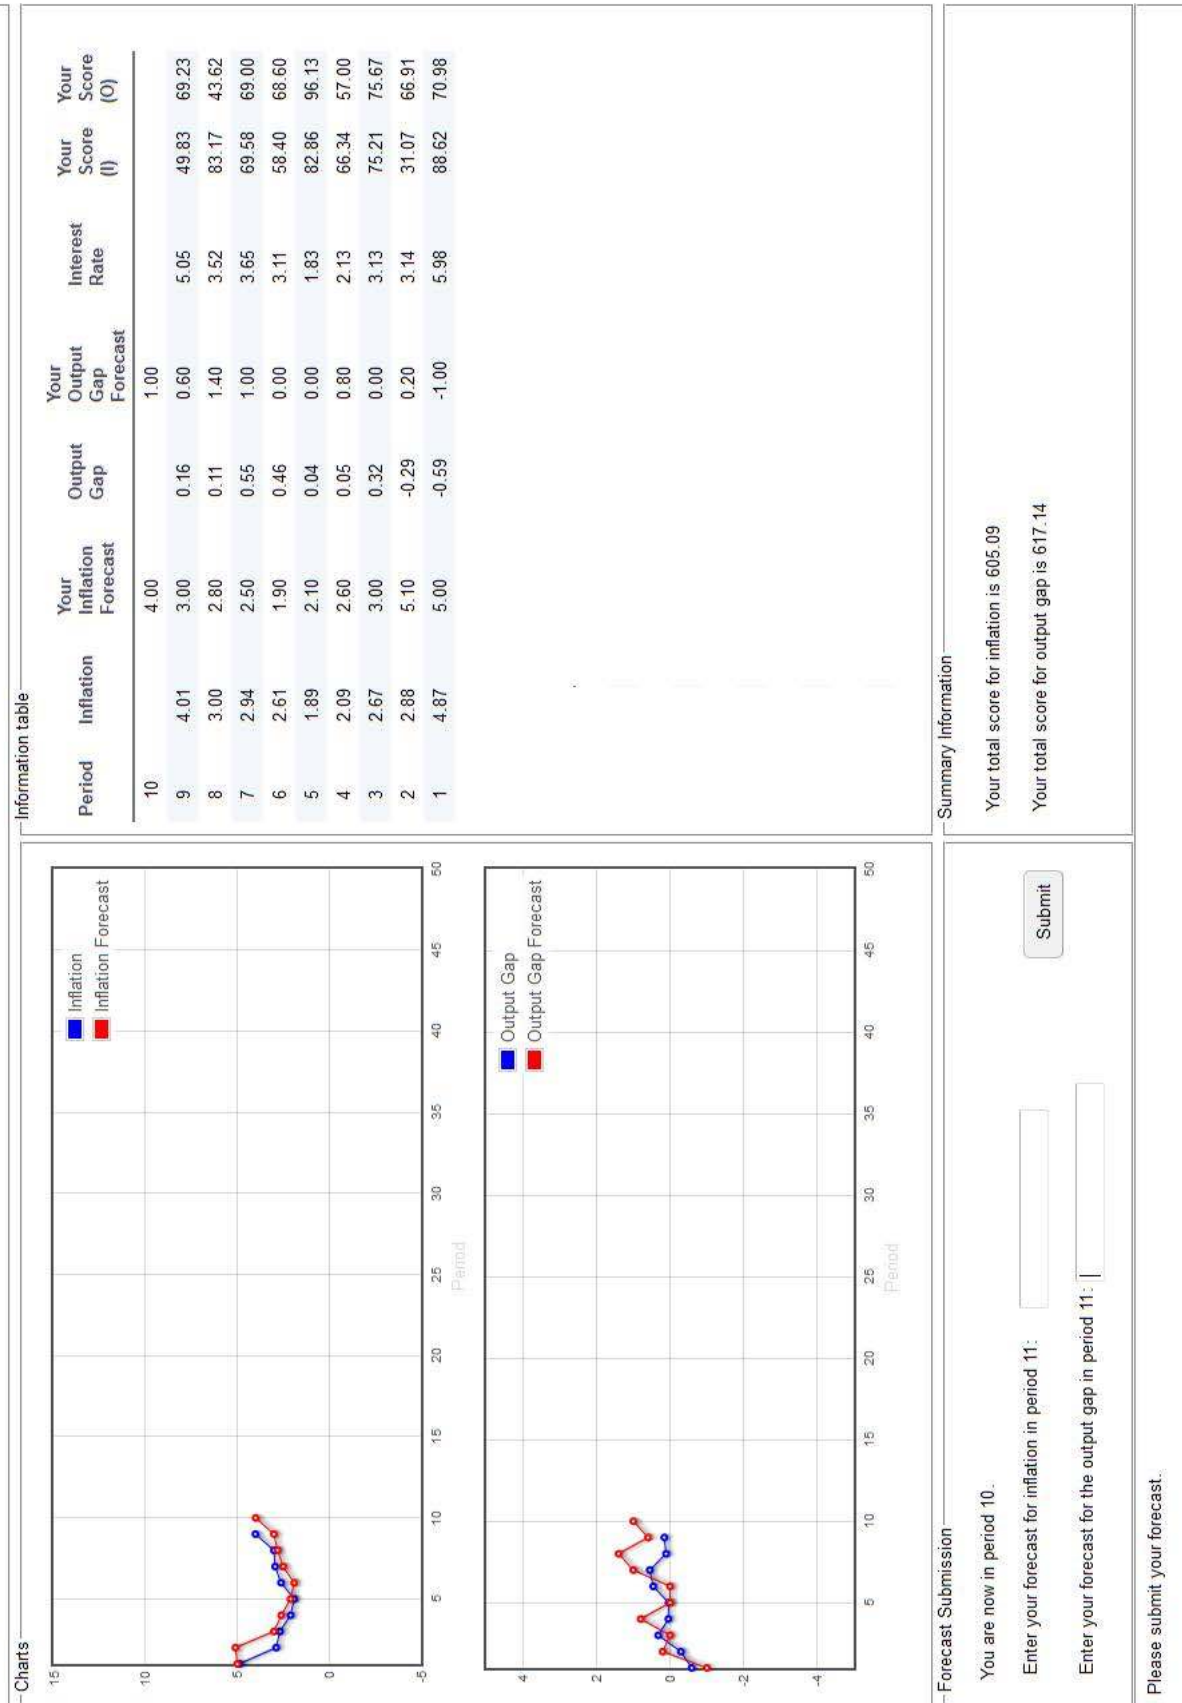 Charts
Inflation
Inflation Forecast
15
10
5
0
-5
5
10
15
20
25
30
35
40
45
50
Period
Output Gap
Output Gap Forecast
4
2
0
-2
-4
5
10
15
20
25
30
35
40
45
50
Period
Information table
Period Inflation Your Inflation Forecast Output Gap Your Output Gap Forecast Interest Rate Your Score (I) Your Score (O)
10 4.00 1.00
9 4.01 3.00 0.16 0.60 5.05 49.83 69.23
8 3.00 2.80 0.11 1.40 3.52 83.17 43.62
7 2.94 2.50 0.55 1.00 3.65 69.58 69.00
6 2.61 1.90 0.46 0.00 3.11 58.40 68.60
5 1.89 2.10 0.04 0.00 1.83 82.86 96.13
4 2.09 2.60 0.05 0.80 2.13 66.34 57.00
3 2.67 3.00 0.32 0.00 3.13 75.21 75.67
2 2.88 5.10 -0.29 0.20 3.14 31.07 66.91
1 4.87 5.00 -0.59 -1.00 5.98 88.62 70.98
Forecast Submission
You are now in period 10.
Enter your forecast for inflation in period 11:
Submit
Enter your forecast for the output gap in period 11:
Summary Information
Your total score for inflation is 605.09
Your total score for output gap is 617.14
Please submit your forecast.